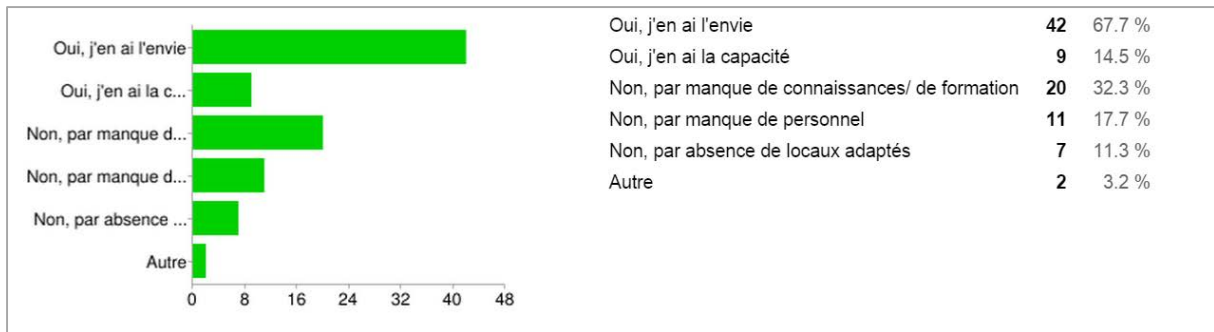 Oui, j'en ai l'envie
Oui, j'en ai la c...
Non, par manque d...
Non, par manque d...
Non, par absence ...
Autre
0 8 16 24 32 40 48
Oui, j'en ai l'envie 42 67.7 %
Oui, j'en ai la capacité 9 14.5 %
Non, par manque de connaissances/ de formation 20 32.3 %
Non, par manque de personnel 11 17.7 %
Non, par absence de locaux adaptés 7 11.3 %
Autre 2 3.2 %